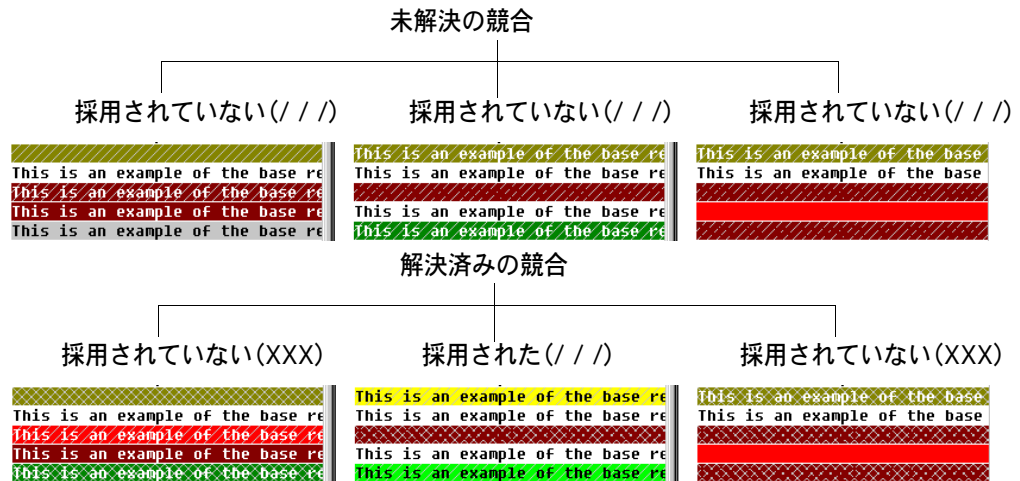 未解決の競合
採用されていない(/ / /)
採用されていない(/ / /)
採用されていない(/ / /)
This is an example of the base re
This is an example of the base re
This is an example of the base re
This is an example of the base re
This is an example of the base re
This is an example of the base re
This is an example of the base re
This is an example of the base re
This is an example of the base
This is an example of the base
解決済みの競合
採用されていない(XXX)
採用された(/ / /)
採用されていない(XXX)
This is an example of the base re
This is an example of the base re
This is an example of the base re
This is an example of the base re
This is an example of the base re
This is an example of the base re
This is an example of the base re
This is an example of the base re
This is an example of the base
This is an example of the base